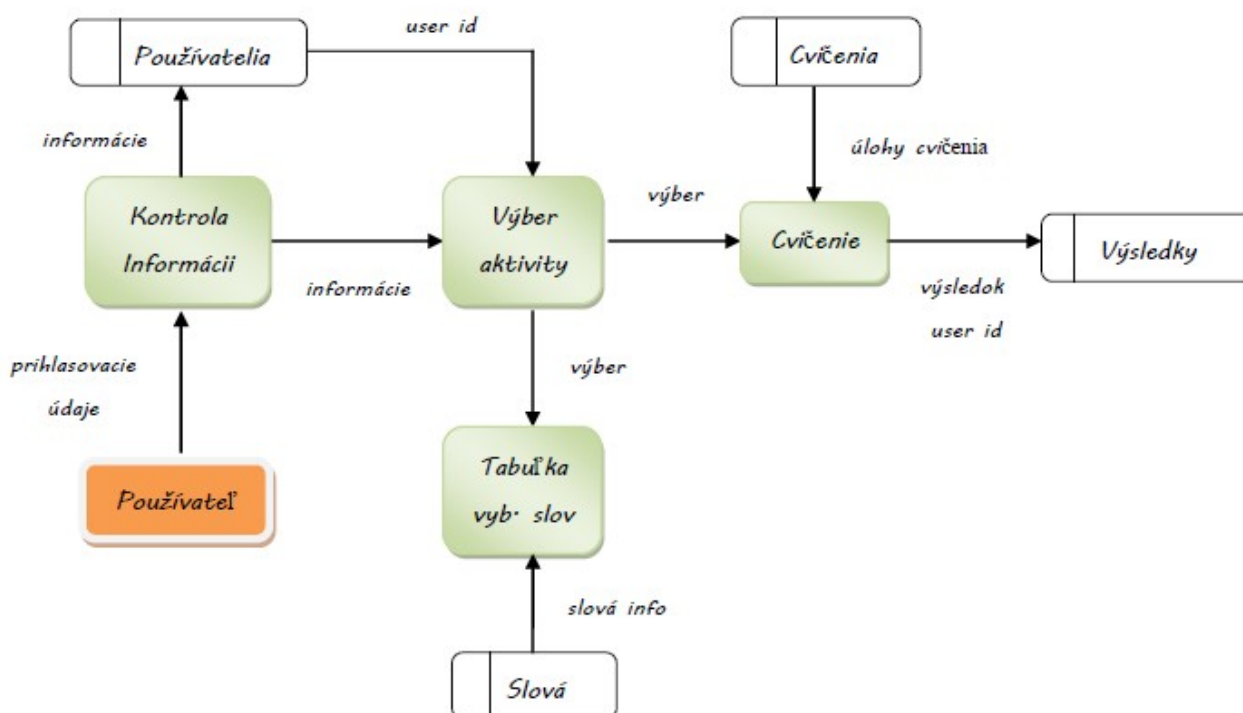 user id
Používatelia
Cvičenia
informácie
úlohy cvičenia
Kontrola
Informácii
informácie
Výber
aktivity
výber
Cvičenie
Výsledky
výsledok
user id
prihlasovacie
údaje
výber
Používateľ
Tabuľka
vyb. slov
slová info
Slová